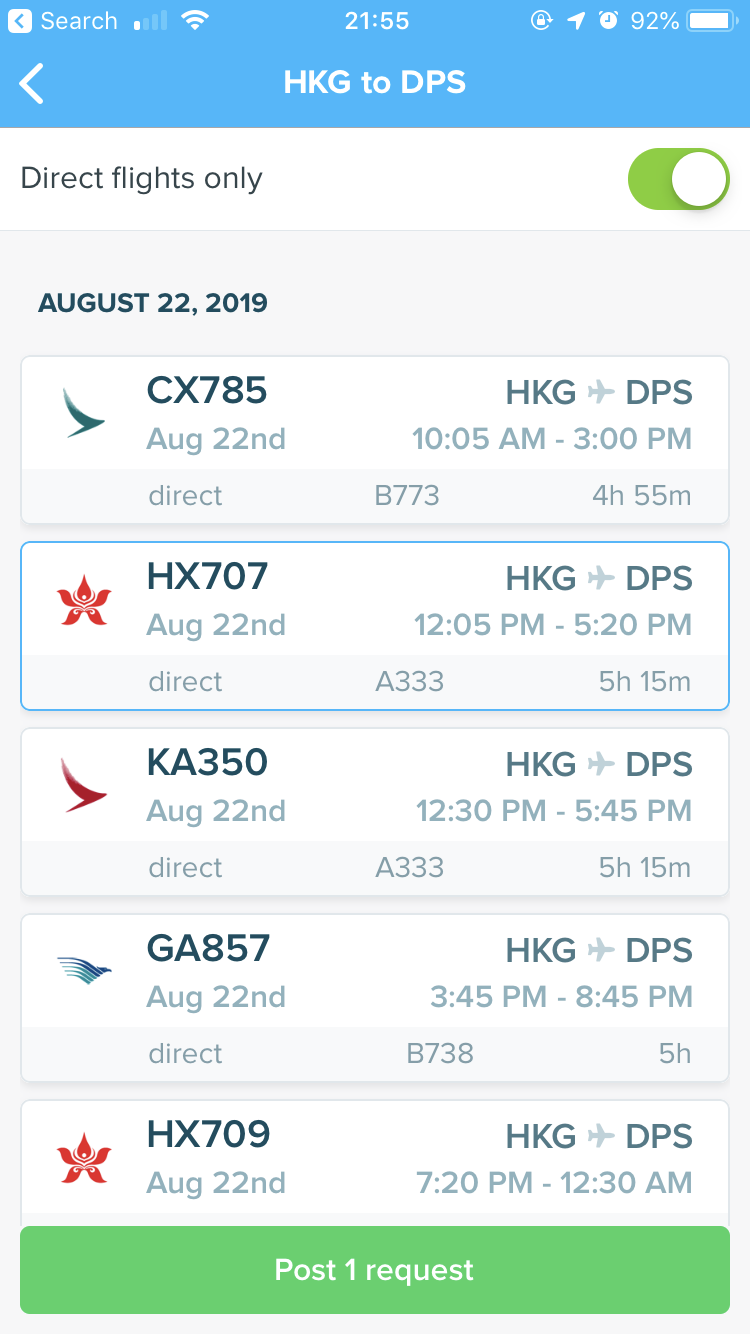 Search 21:55 92%
HKG to DPS
Direct flights only
AUGUST 22, 2019
CX785 HKG DPS
Aug 22nd 10:05 AM - 3:00 PM
direct B773 4h 55m
HX707 HKG DPS
Aug 22nd 12:05 PM - 5:20 PM
direct A333 5h 15m
KA350 HKG DPS
Aug 22nd 12:30 PM - 5:45 PM
direct A333 5h 15m
GA857 HKG DPS
Aug 22nd 3:45 PM - 8:45 PM
direct B738 5h
HX709 HKG DPS
Aug 22nd 7:20 PM - 12:30 AM
Post 1 request